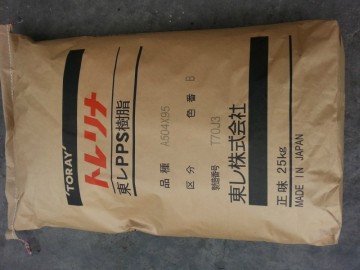 'TORAY'
トレリナ
東レPPS樹脂
品種 A504X95
区分 色番 B
製造番号 T70J3
東レ株式会社
正味 25kg
MADE IN JAPAN